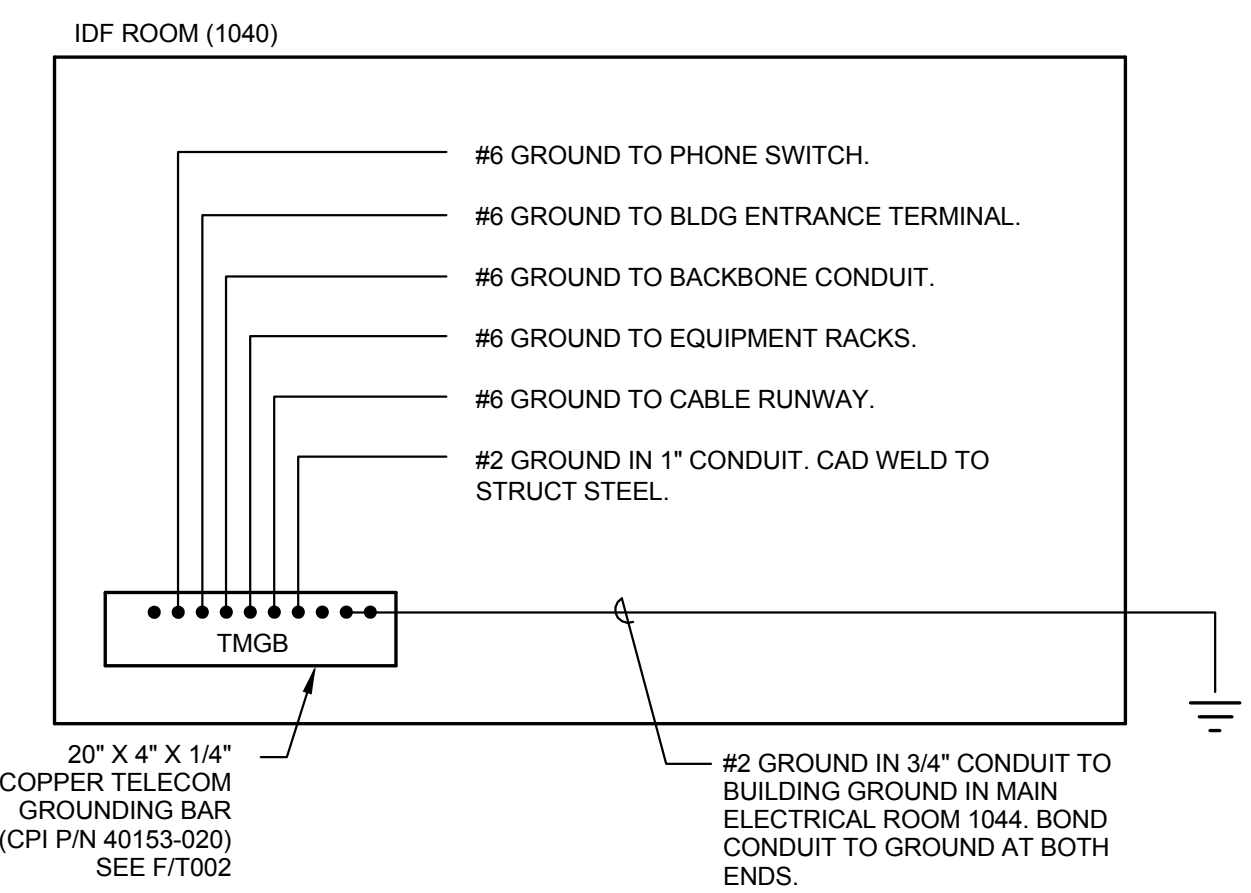 IDF ROOM (1040)
#6 GROUND TO PHONE SWITCH.
#6 GROUND TO BLDG ENTRANCE TERMINAL.
#6 GROUND TO BACKBONE CONDUIT.
#6 GROUND TO EQUIPMENT RACKS.
#6 GROUND TO CABLE RUNWAY.
#2 GROUND IN 1" CONDUIT. CAD WELD TO
STRUCT STEEL.
TMGB
20" X 4" X 1/4"
COPPER TELECOM
GROUNDING BAR
(CPI P/N 40153-020)
SEE F/T002
#2 GROUND IN 3/4" CONDUIT TO
BUILDING GROUND IN MAIN
ELECTRICAL ROOM 1044. BOND
CONDUIT TO GROUND AT BOTH
ENDS.